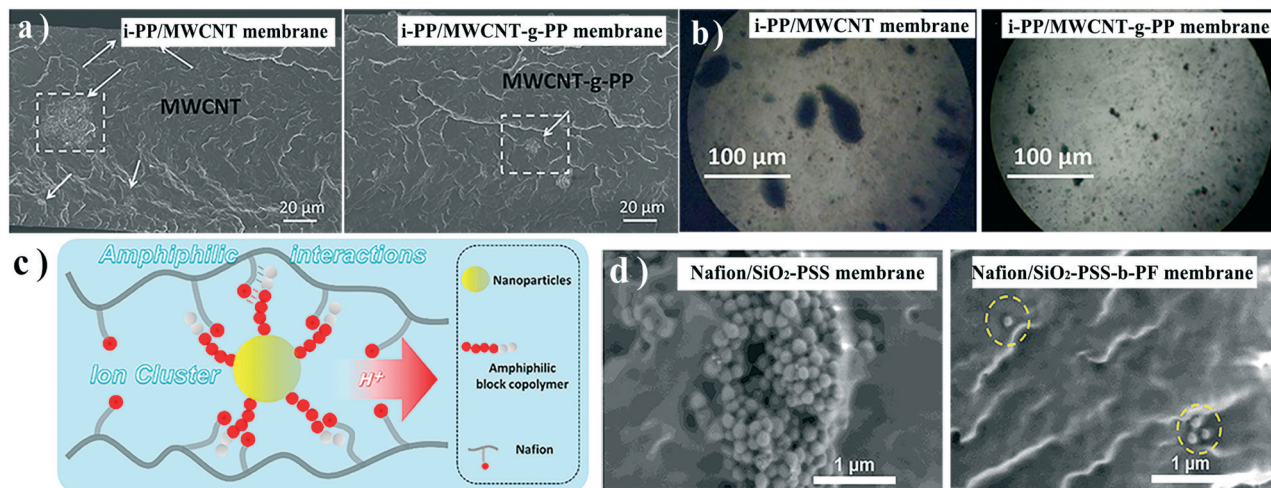 a )
i-PP/MWCNT membrane
MWCNT
20 μm
i-PP/MWCNT-g-PP membrane
MWCNT-g-PP
20 μm
b )
i-PP/MWCNT membrane
100 μm
i-PP/MWCNT-g-PP membrane
100 μm
c )
Amphiphilic interactions
Ion Cluster
H⁺
Nanoparticles
Amphiphilic
block copolymer
Nafion
d )
Nafion/SiO₂-PSS membrane
1 μm
Nafion/SiO₂-PSS-b-PF membrane
1 μm